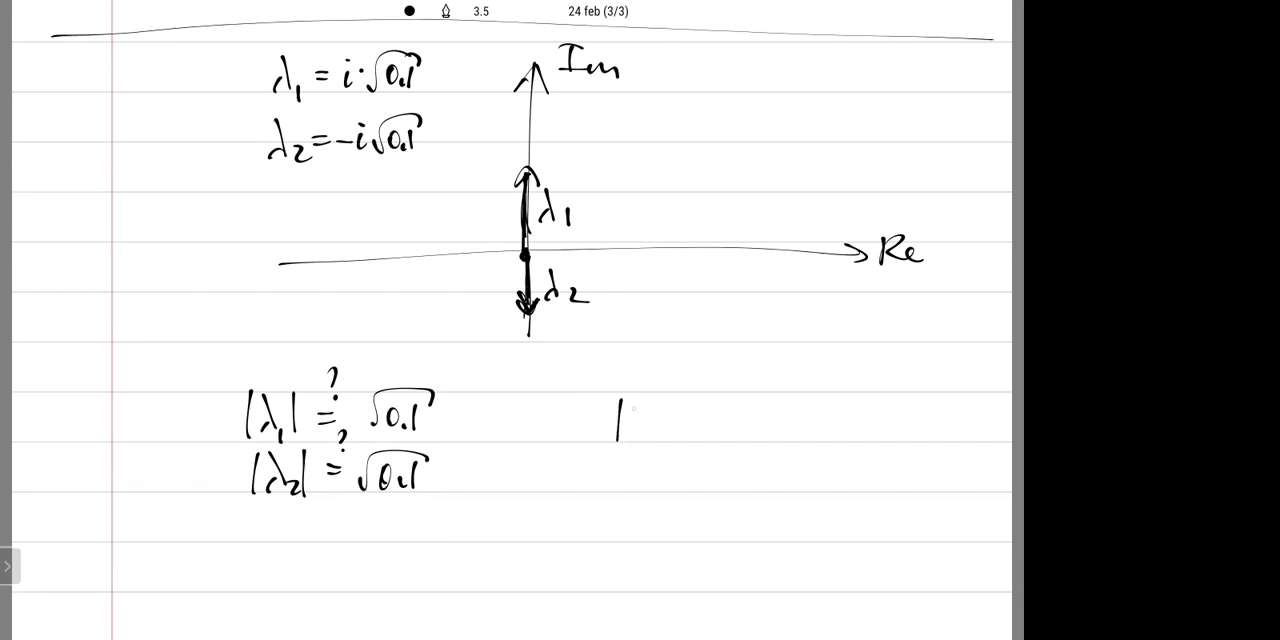 3.5 24 feb (3/3)
λ₁ = i·√0.1
Im
λ₂ = -i√0.1
λ₁
Re
λ₂
|λ₁| =? √0.1 |
|λ₂| =? √0.1